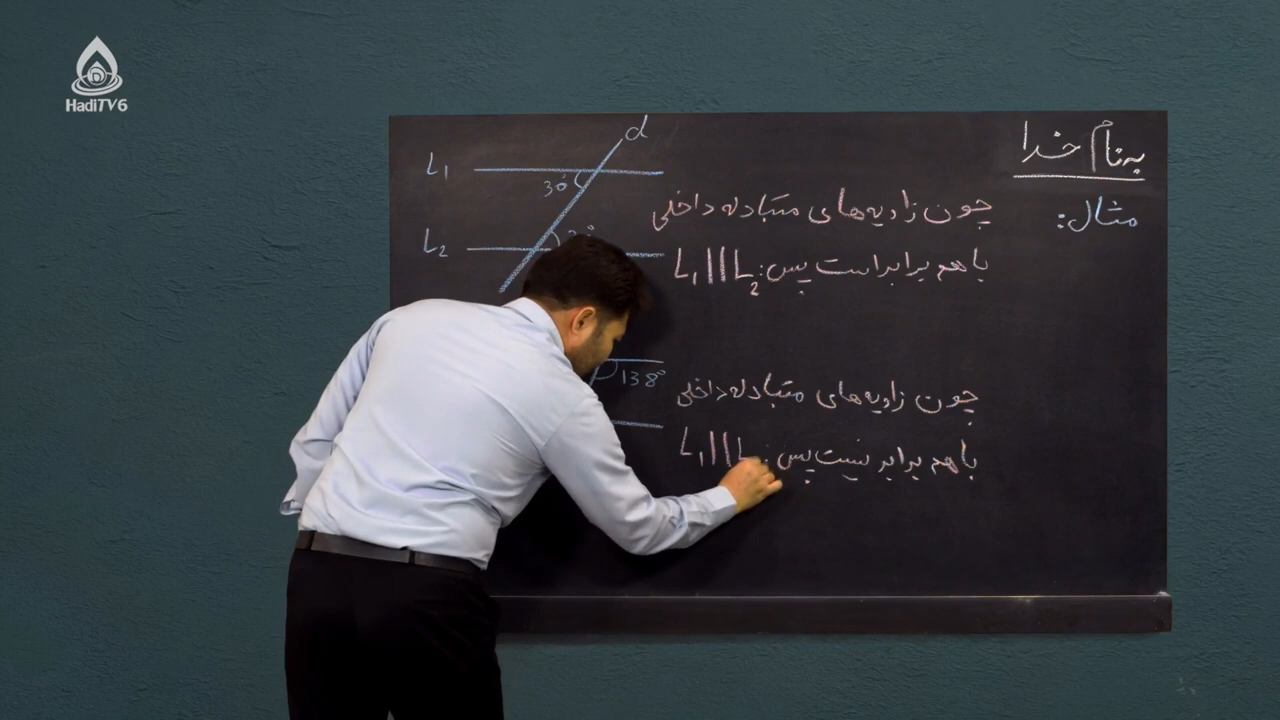 HadiTV6
به نام خدا
مثال:
d
L1
30°
L2
چون زاویه های متبادله داخلی
با هم برابر است پس: L1 || L2
138°
چون زاویه های متبادله داخلی
با هم برابر نیست پس: L1 || L